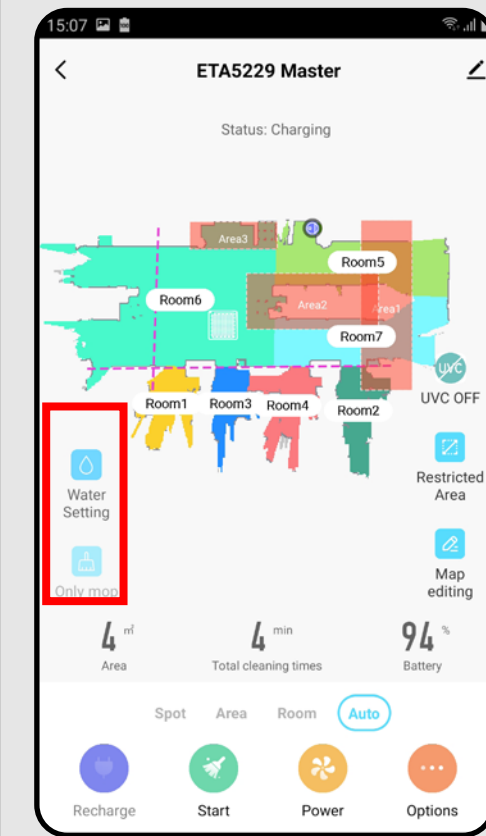 15:07
ETA5229 Master
Status: Charging
Area3
Room5
Room6
Area2
Area1
Room7
UVC
UVC OFF
Room1
Room3
Room4
Room2
Water
Setting
Restricted
Area
Only mop
Map
editing
4 ㎡
4 min
94 %
Area
Total cleaning times
Battery
Spot
Area
Room
Auto
Recharge
Start
Power
Options